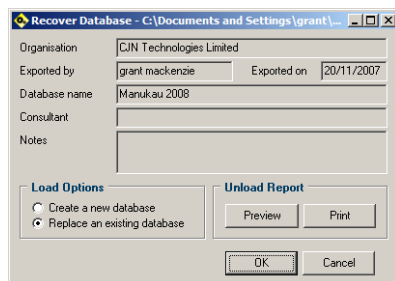 Recover Database - C:\Documents and Settings\grant\...
Organisation CJN Technologies Limited
Exported by grant mackenzie Exported on 20/11/2007
Database name Manukau 2008
Consultant
Notes
Load Options Unload Report
Create a new database
Replace an existing database
Preview Print
OK Cancel